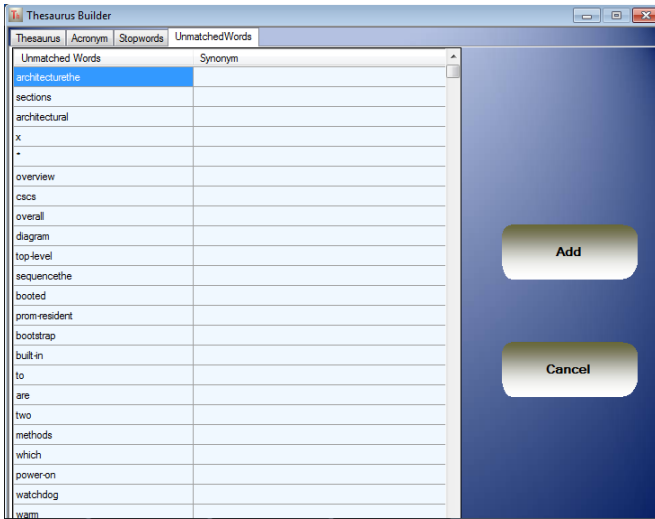 Thesaurus Builder
Thesaurus Acronym Stopwords UnmatchedWords
Unmatched Words Synonym
architecturethe
sections
architectural
x
"
overview
cscs
overall
diagram
top-level
sequencethe
booted
prom-resident
bootstrap
built-in
to
are
two
methods
which
power-on
watchdog
warm
Add
Cancel